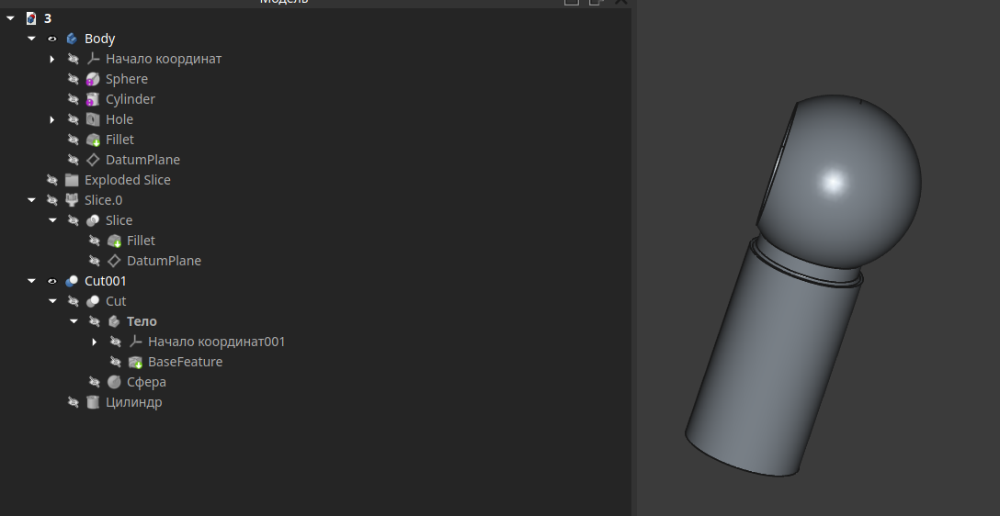 Модель
3
Body
Начало координат
Sphere
Cylinder
Hole
Fillet
DatumPlane
Exploded Slice
Slice.0
Slice
Fillet
DatumPlane
Cut001
Cut
Тело
Начало координат001
BaseFeature
Сфера
Цилиндр